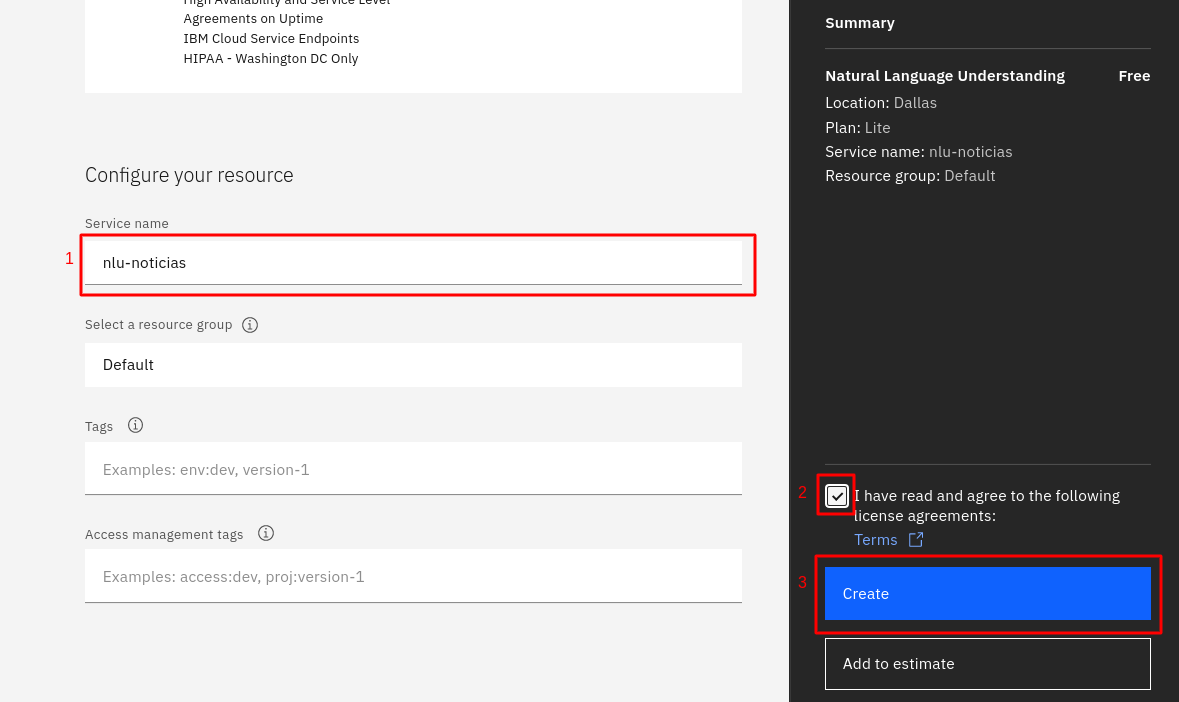 High Availability and Service Level
Agreements on Uptime
IBM Cloud Service Endpoints
HIPAA - Washington DC Only
Configure your resource
Service name
1
nlu-noticias
Select a resource group
Default
Tags
Examples: env:dev, version-1
Access management tags
Examples: access:dev, proj:version-1
Summary
Natural Language Understanding Free
Location: Dallas
Plan: Lite
Service name: nlu-noticias
Resource group: Default
2
I have read and agree to the following
license agreements:
Terms
3
Create
Add to estimate